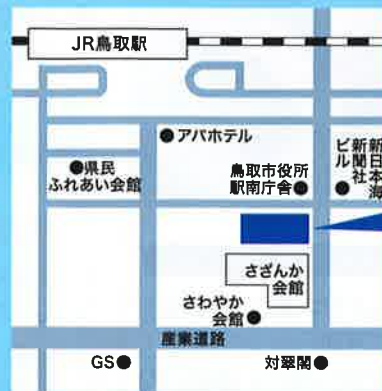 JR鳥取駅
●アパホテル
●県民
ふれあい会館
鳥取市役所
駅南庁舎●
新日本海
新聞社
ビル●
さざんか
会館
さわやか
会館●
産業道路
GS●
対翠閣●